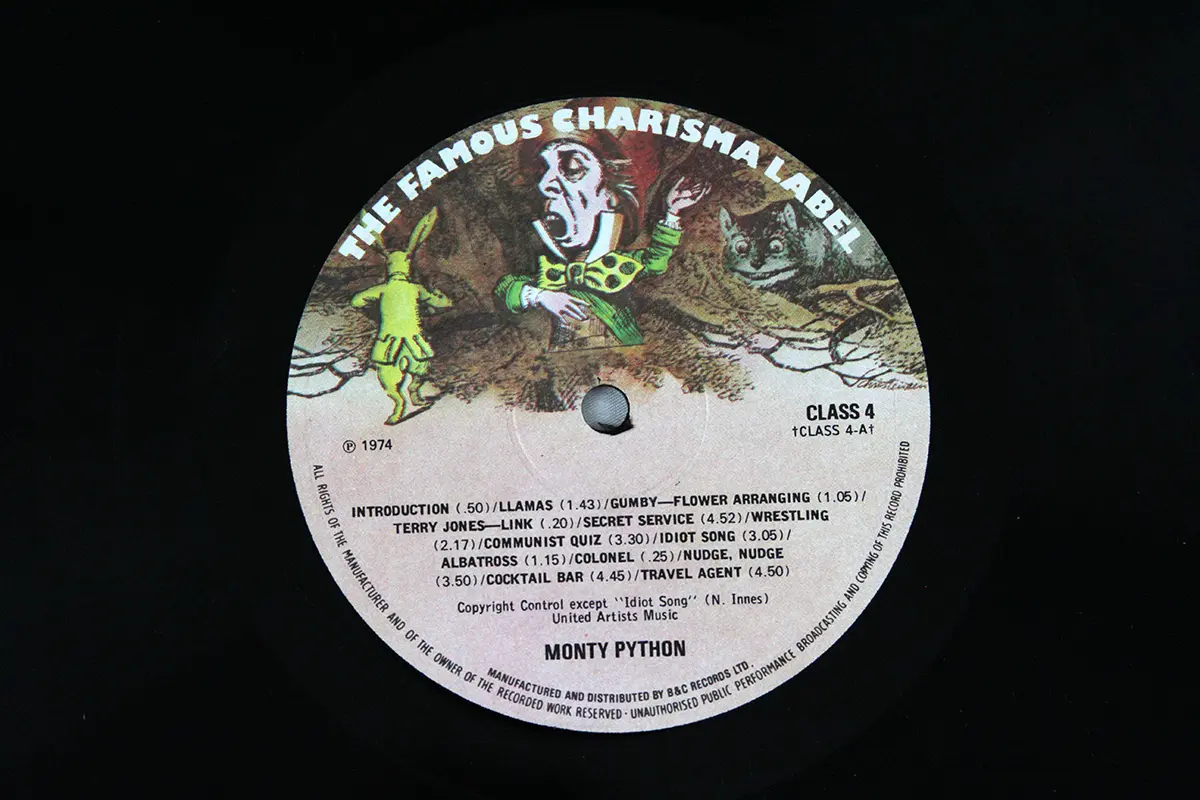 THE FAMOUS CHARISMA LABEL
Christensen
CLASS 4
†CLASS 4-A†
℗ 1974
INTRODUCTION (.50)/LLAMAS (1.43)/GUMBY—FLOWER ARRANGING (1.05)/
TERRY JONES—LINK (.20)/SECRET SERVICE (4.52)/WRESTLING
(2.17)/COMMUNIST QUIZ (3.30)/IDIOT SONG (3.05)/
ALBATROSS (1.15)/COLONEL (.25)/NUDGE, NUDGE
(3.50)/COCKTAIL BAR (4.45)/TRAVEL AGENT (4.50)
Copyright Control except "Idiot Song" (N. Innes)
United Artists Music
MONTY PYTHON
MANUFACTURED AND DISTRIBUTED BY B&C RECORDS LTD.
ALL RIGHTS OF THE MANUFACTURER AND OF THE OWNER OF THE RECORDED WORK RESERVED · UNAUTHORISED PUBLIC PERFORMANCE BROADCASTING AND COPYING OF THIS RECORD PROHIBITED